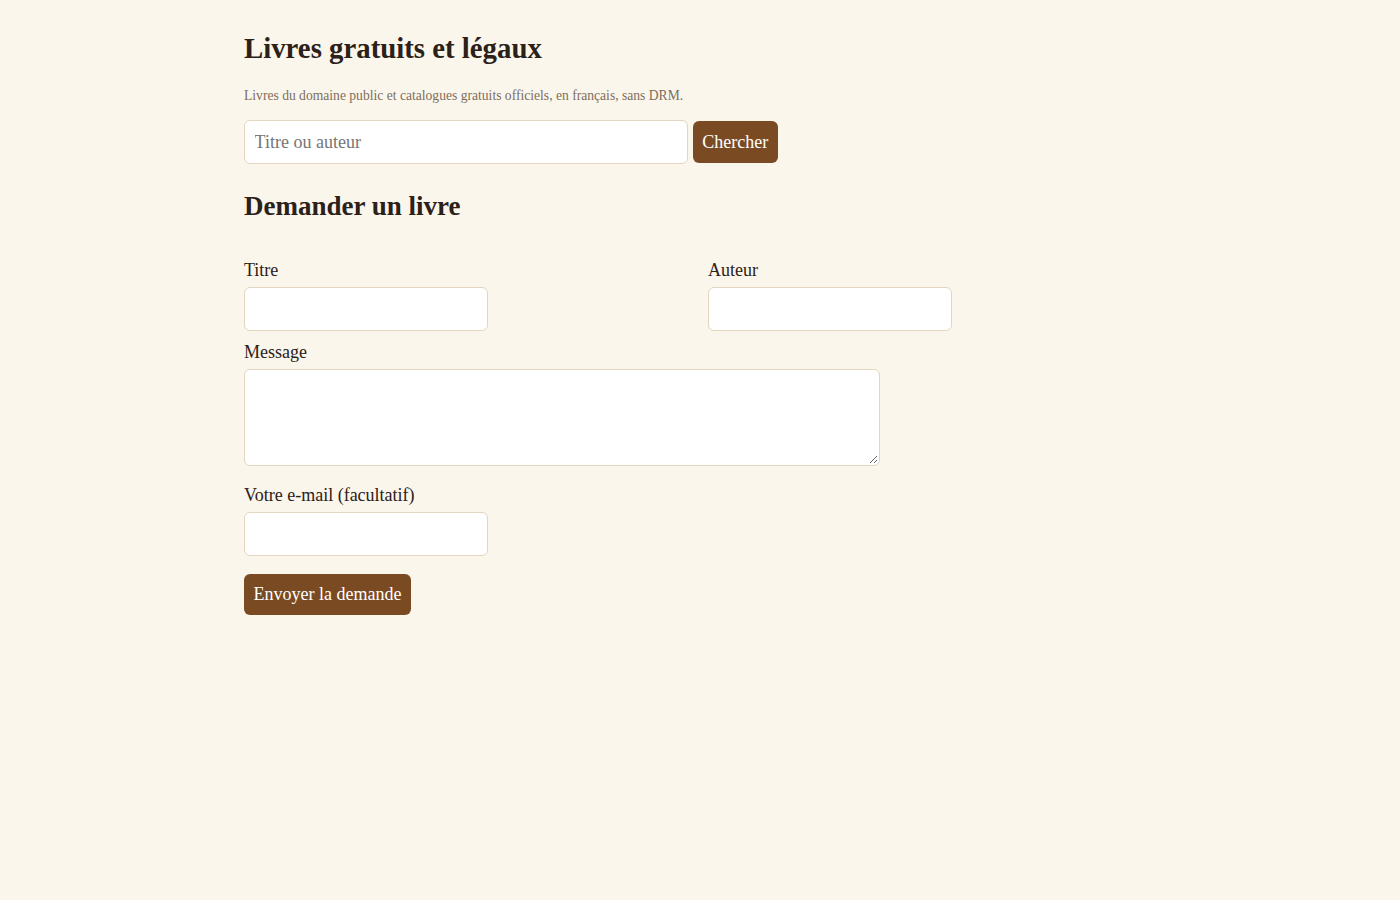 Livres gratuits et légaux
Livres du domaine public et catalogues gratuits officiels, en français, sans DRM.
Titre ou auteur
Chercher
Demander un livre
Titre
Auteur
Message
Votre e-mail (facultatif)
Envoyer la demande